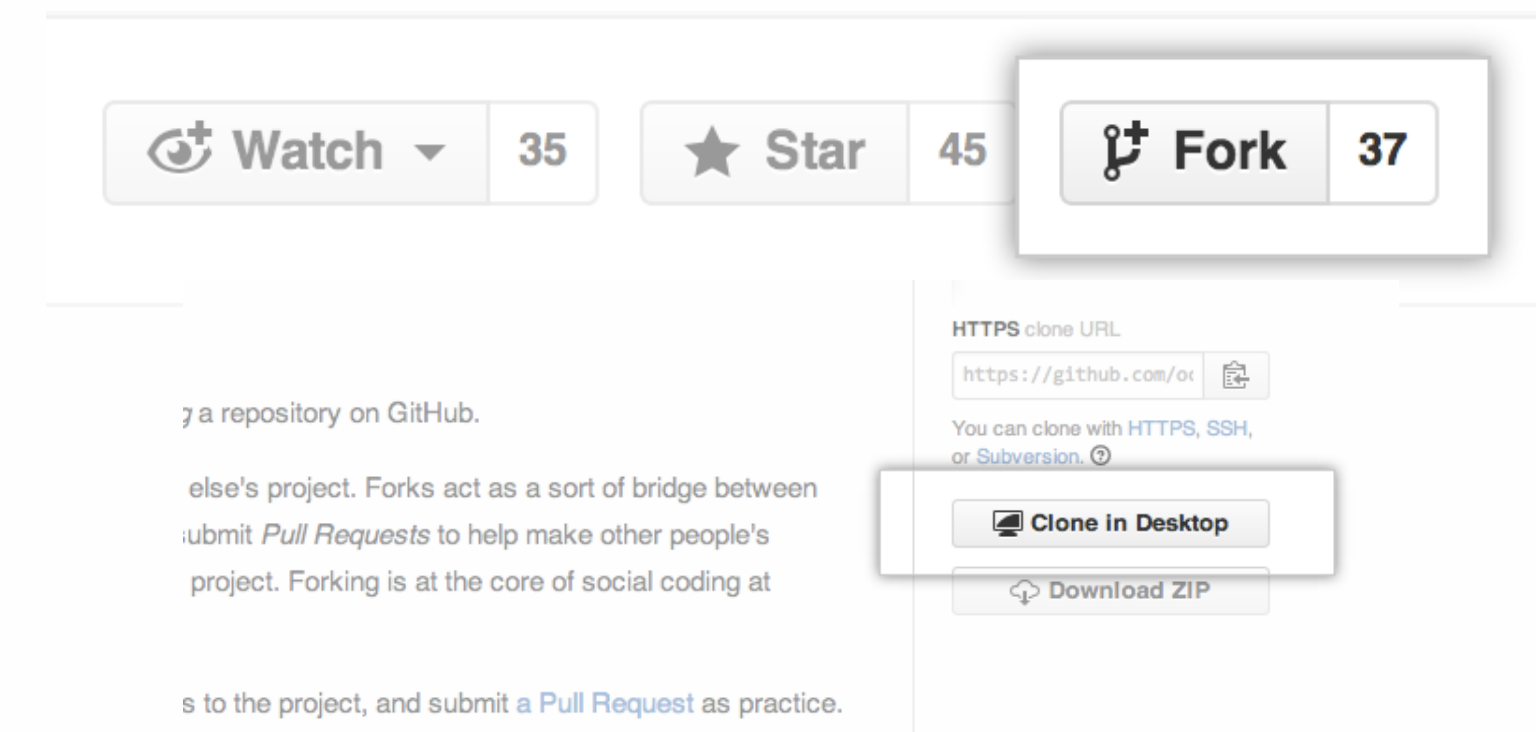 Watch 35 Star 45 Fork 37
HTTPS clone URL
https://github.com/oc
a repository on GitHub.
You can clone with HTTPS, SSH,
or Subversion.
else's project. Forks act as a sort of bridge between
Clone in Desktop
ubmit Pull Requests to help make other people's
project. Forking is at the core of social coding at
Download ZIP
s to the project, and submit a Pull Request as practice.